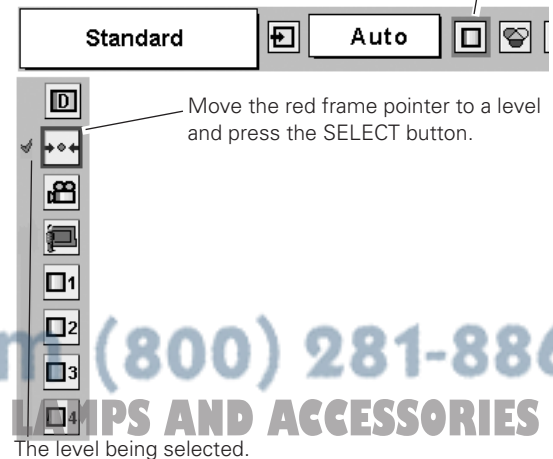 Standard
Auto
D
Move the red frame pointer to a level
and press the SELECT button.
1
2
3
4
m (800) 281-886
LAMPS AND ACCESSORIES
The level being selected.